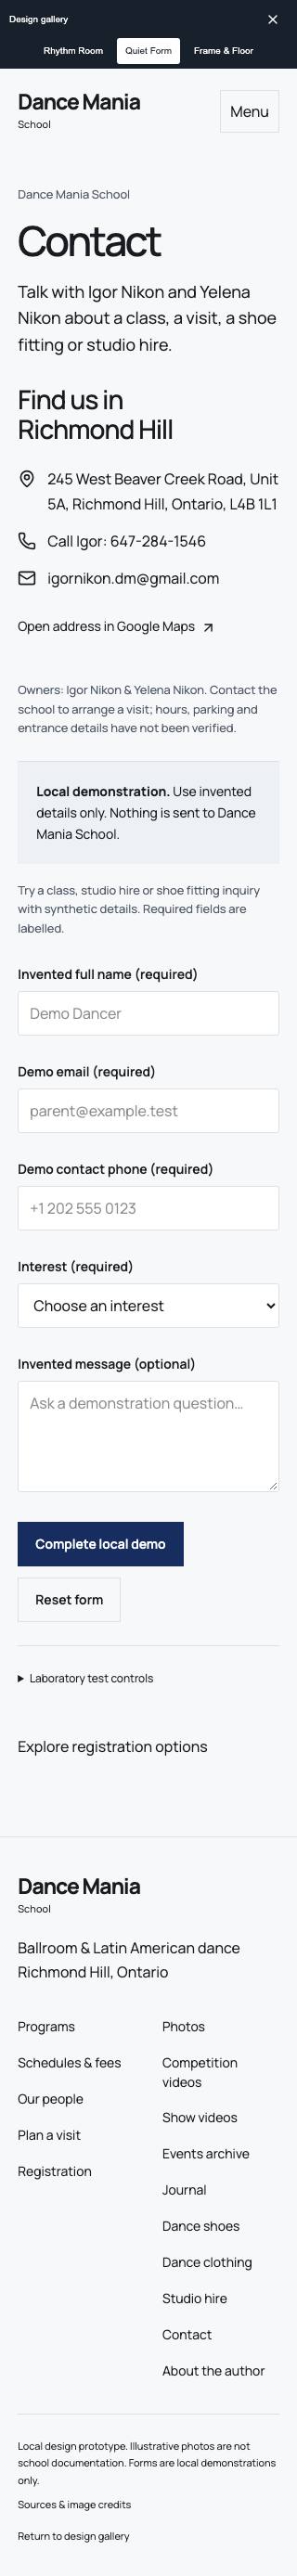 Design gallery
Rhythm Room Quiet Form Frame & Floor
Dance Mania
School
Menu
Dance Mania School
Contact
Talk with Igor Nikon and Yelena
Nikon about a class, a visit, a shoe
fitting or studio hire.
Find us in
Richmond Hill
245 West Beaver Creek Road, Unit
5A, Richmond Hill, Ontario, L4B 1L1
Call Igor: 647-284-1546
igornikon.dm@gmail.com
Open address in Google Maps
Owners: Igor Nikon & Yelena Nikon. Contact the
school to arrange a visit; hours, parking and
entrance details have not been verified.
Local demonstration. Use invented
details only. Nothing is sent to Dance
Mania School.
Try a class, studio hire or shoe fitting inquiry
with synthetic details. Required fields are
labelled.
Invented full name (required)
Demo Dancer
Demo email (required)
parent@example.test
Demo contact phone (required)
+1 202 555 0123
Interest (required)
Choose an interest
Invented message (optional)
Ask a demonstration question...
Complete local demo
Reset form
Laboratory test controls
Explore registration options
Dance Mania
School
Ballroom & Latin American dance
Richmond Hill, Ontario
Programs
Schedules & fees
Our people
Plan a visit
Registration
Photos
Competition
videos
Show videos
Events archive
Journal
Dance shoes
Dance clothing
Studio hire
Contact
About the author
Local design prototype. Illustrative photos are not
school documentation. Forms are local demonstrations
only.
Sources & image credits
Return to design gallery